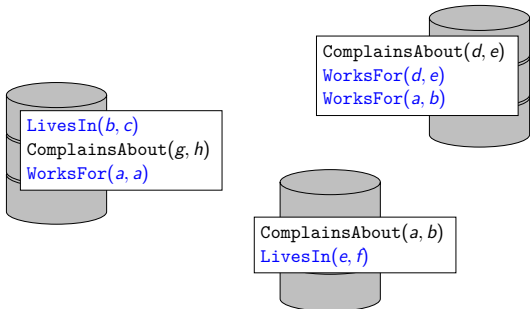 ComplainsAbout(d, e)
WorksFor(d, e)
WorksFor(a, b)
LivesIn(b, c)
ComplainsAbout(g, h)
WorksFor(a, a)
ComplainsAbout(a, b)
LivesIn(e, f)